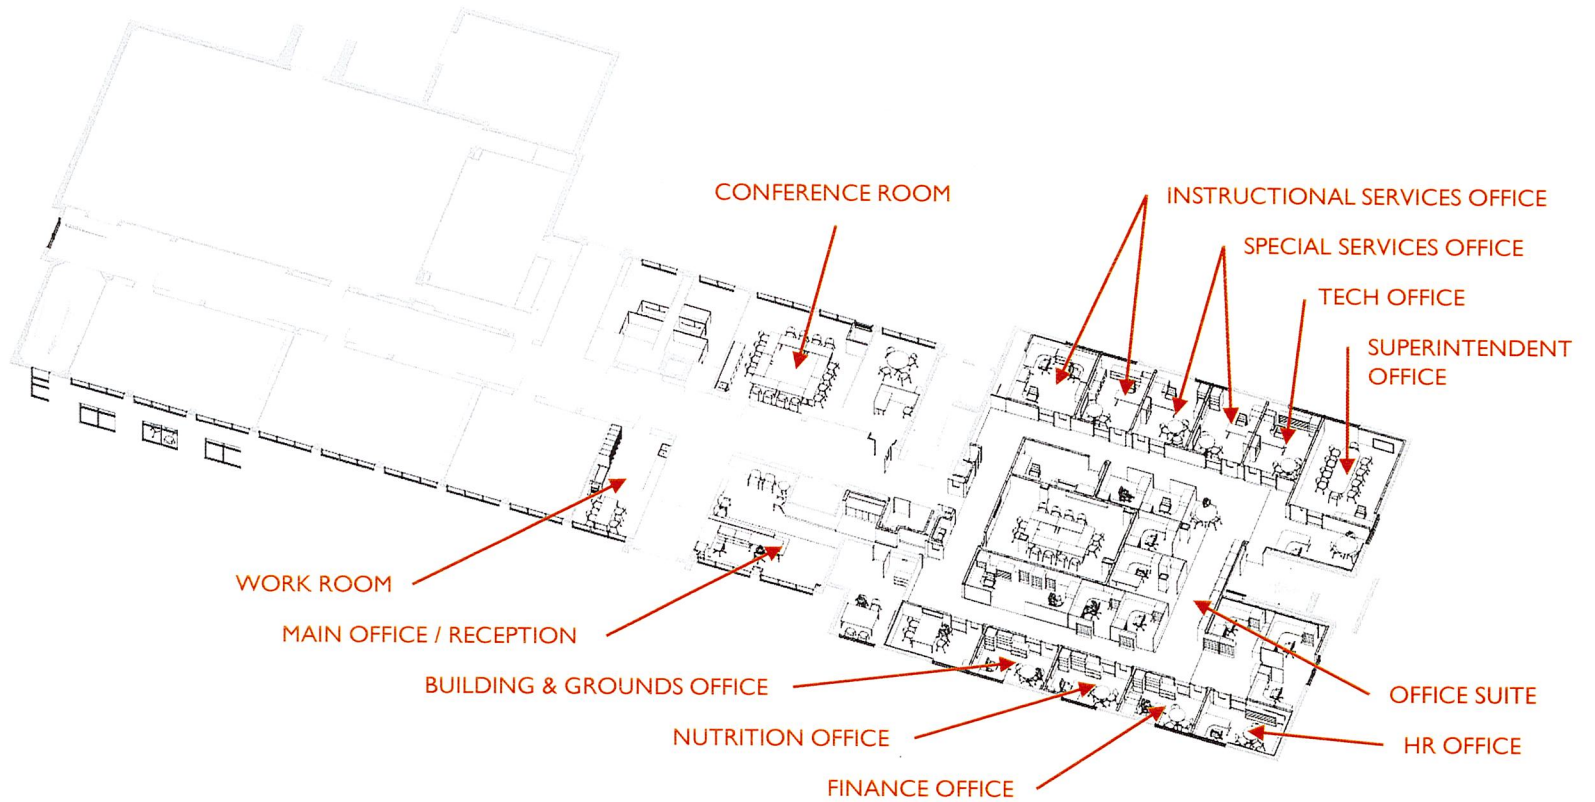 CONFERENCE ROOM
INSTRUCTIONAL SERVICES OFFICE
SPECIAL SERVICES OFFICE
TECH OFFICE
SUPERINTENDENT
OFFICE
WORK ROOM
MAIN OFFICE / RECEPTION
BUILDING & GROUNDS OFFICE
NUTRITION OFFICE
FINANCE OFFICE
OFFICE SUITE
HR OFFICE